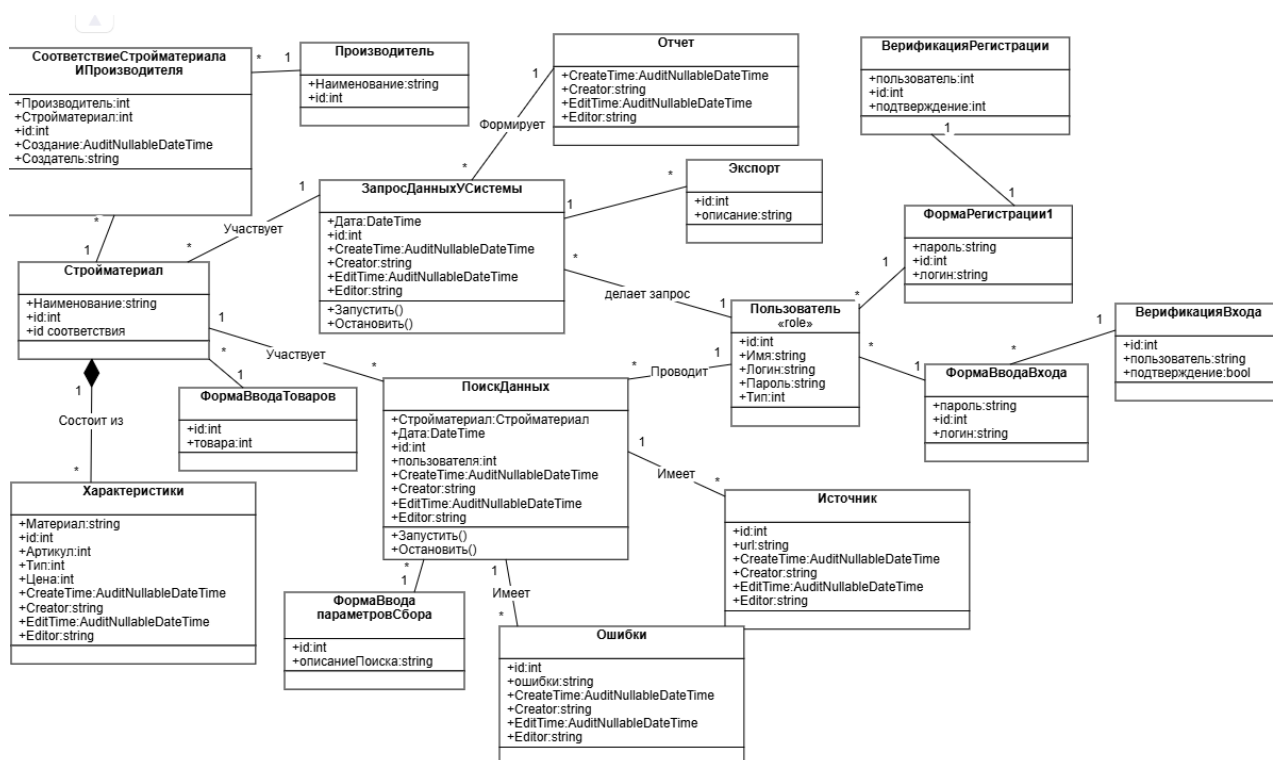 СоответствиеСтройматериала
ИПроизводителя
+Производитель:int
+Стройматериал:int
+id:int
+Создание:AuditNullableDateTime
+Создатель:string
*
1
Производитель
+Наименование:string
+id:int
Отчет
+CreateTime:AuditNullableDateTime
+Creator:string
+EditTime:AuditNullableDateTime
+Editor:string
1
Формирует
*
ВерификацияРегистрации
+пользователь:int
+id:int
+подтверждение:int
1
1
ЗапросДанныхУСистемы
+Дата:DateTime
+id:int
+CreateTime:AuditNullableDateTime
+Creator:string
+EditTime:AuditNullableDateTime
+Editor:string
+Запустить()
+Остановить()
1
Участвует
*
1
*
Экспорт
+id:int
+описание:string
ФормаРегистрации1
+пароль:string
+id:int
+логин:string
1
*
*
делает запрос
1
*
1
Стройматериал
+Наименование:string
+id:int
+id соответствия
1
Участвует
*
*
1
1
Состоит из
*
ФормаВводаТоваров
+id:int
+товара:int
Пользователь
«role»
+id:int
+Имя:string
+Логин:string
+Пароль:string
+Тип:int
1
Проводит
*
*
1
ВерификацияВхода
+id:int
+пользователь:string
+подтверждение:bool
1
*
ФормаВводаВхода
+пароль:string
+id:int
+логин:string
ПоискДанных
+Стройматериал:Стройматериал
+Дата:DateTime
+id:int
+пользователя:int
+CreateTime:AuditNullableDateTime
+Creator:string
+EditTime:AuditNullableDateTime
+Editor:string
+Запустить()
+Остановить()
1
Имеет
*
Характеристики
+Материал:string
+id:int
+Артикул:int
+Тип:int
+Цена:int
+CreateTime:AuditNullableDateTime
+Creator:string
+EditTime:AuditNullableDateTime
+Editor:string
Источник
+id:int
+url:string
+CreateTime:AuditNullableDateTime
+Creator:string
+EditTime:AuditNullableDateTime
+Editor:string
*
1
ФормаВвода
параметровСбора
+id:int
+описаниеПоиска:string
1
Имеет
*
Ошибки
+id:int
+ошибки:string
+CreateTime:AuditNullableDateTime
+Creator:string
+EditTime:AuditNullableDateTime
+Editor:string